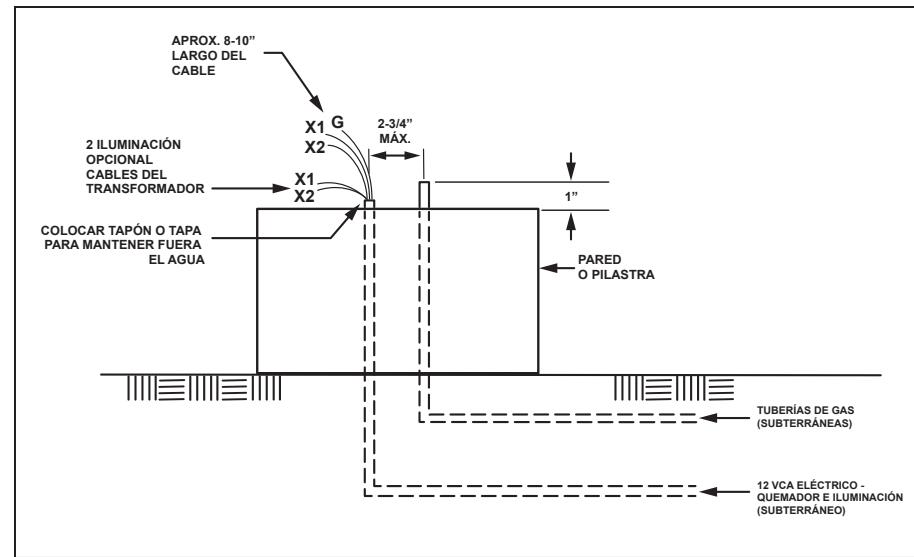 APROX. 8-10”
LARGO DEL
CABLE
X1 G
X2
2-3/4”
MÁX.
2 ILUMINACIÓN
OPCIONAL
CABLES DEL
TRANSFORMADOR
X1
X2
1”
COLOCAR TAPÓN O TAPA
PARA MANTENER FUERA
EL AGUA
PARED
O PILASTRA
TUBERÍAS DE GAS
(SUBTERRÁNEAS)
12 VCA ELÉCTRICO -
QUEMADOR E ILUMINACIÓN
(SUBTERRÁNEO)